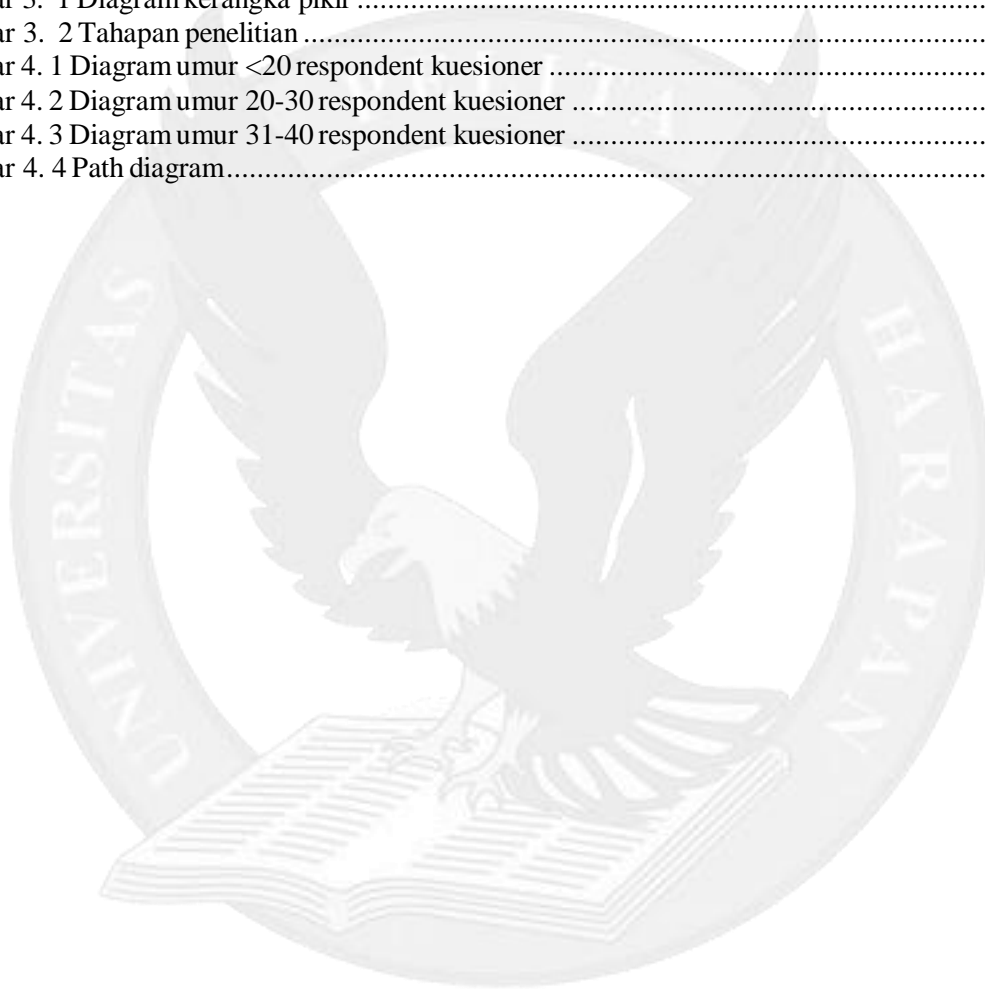 ar 3. 1 Diagram kerangka pikir ....................................................................................................
ar 3. 2 Tahapan penelitian ....................................................................................................
ar 4. 1 Diagram umur <20 respondent kuesioner ................................................................
ar 4. 2 Diagram umur 20-30 respondent kuesioner ............................................................
ar 4. 3 Diagram umur 31-40 respondent kuesioner ............................................................
ar 4. 4 Path diagram....................................................................................................
UNIVERSITAS PELITA HARAPAN